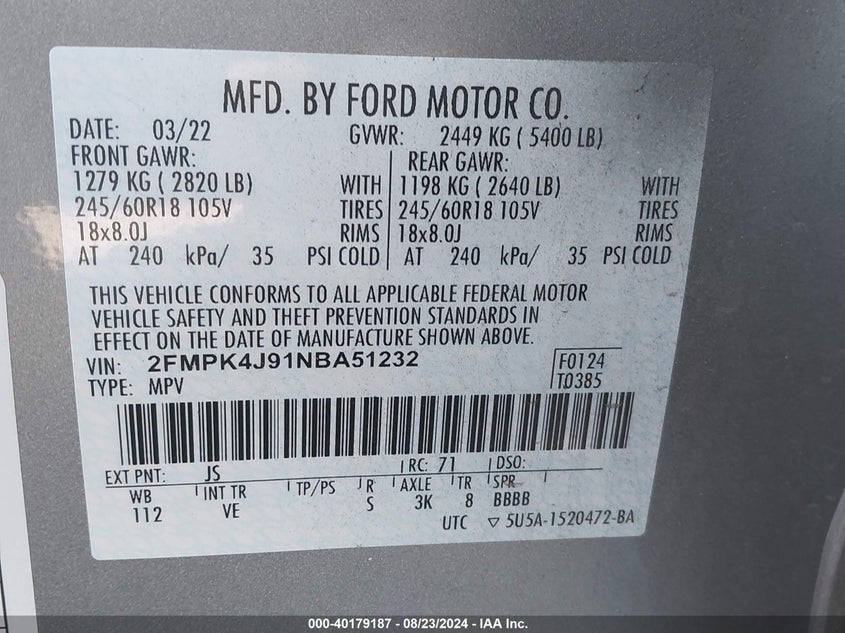 MFD. BY FORD MOTOR CO.
DATE: 03/22 GVWR: 2449 KG ( 5400 LB)
FRONT GAWR: REAR GAWR:
1279 KG ( 2820 LB) WITH 1198 KG ( 2640 LB) WITH
245/60R18 105V TIRES 245/60R18 105V TIRES
18x8.0J RIMS 18x8.0J RIMS
AT 240 kPa/ 35 PSI COLD AT 240 kPa/ 35 PSI COLD
THIS VEHICLE CONFORMS TO ALL APPLICABLE FEDERAL MOTOR
VEHICLE SAFETY AND THEFT PREVENTION STANDARDS IN
EFFECT ON THE DATE OF MANUFACTURE SHOWN ABOVE.
VIN: 2FMPK4J91NBA51232 F0124
TYPE: MPV T0385
EXT PNT: JS RC: 71 DSO:
WB INT TR TP/PS R AXLE TR SPR
112 VE S 3K 8 BBBB
UTC ▽ 5U5A-1520472-BA
000-40179187 - 08/23/2024 - IAA Inc.